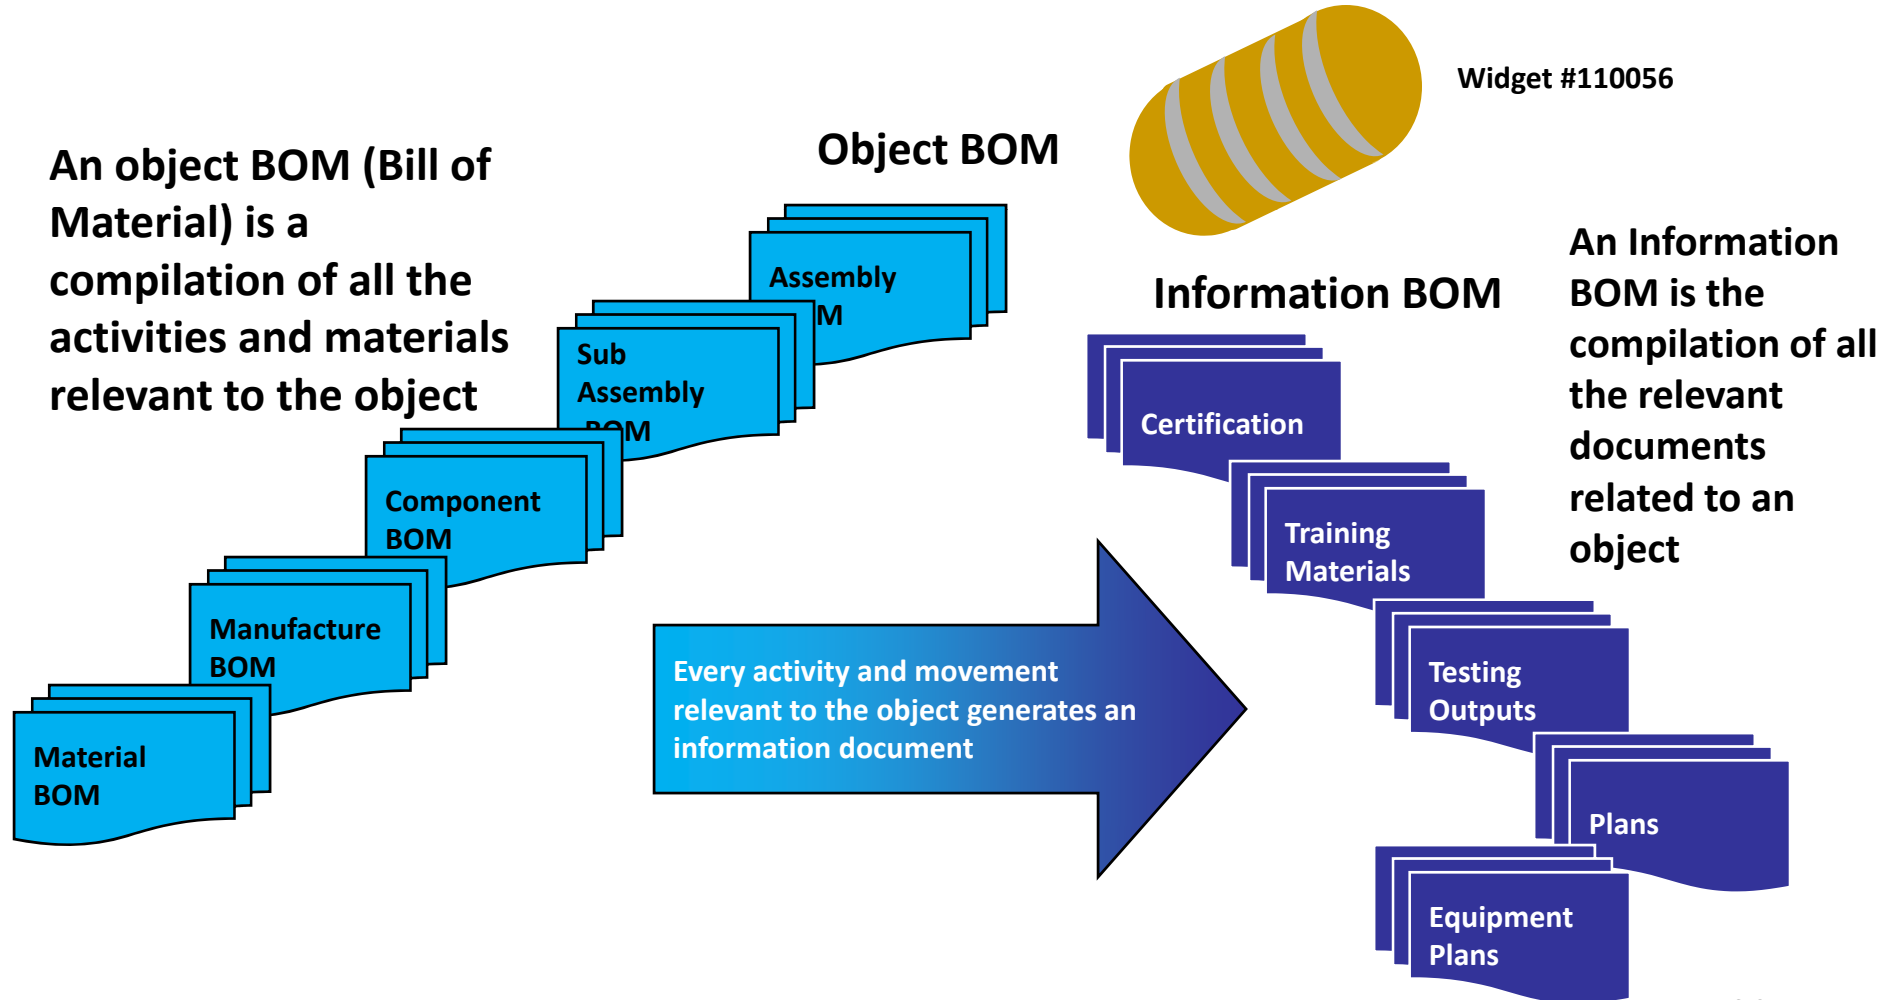 Widget #110056
Object BOM
An object BOM (Bill of
Material) is a
compilation of all the
activities and materials
relevant to the object
Assembly
BOM
Sub
Assembly
BOM
Component
BOM
Manufacture
BOM
Material
BOM
Every activity and movement
relevant to the object generates an
information document
Information BOM
An Information
BOM is the
compilation of all
the relevant
documents
related to an
object
Certification
Training
Materials
Testing
Outputs
Plans
Equipment
Plans